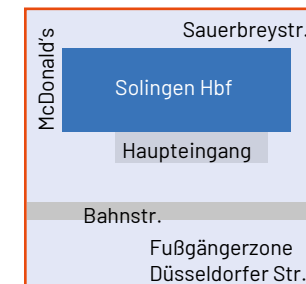 Sauerbreystr.
McDonald's
Solingen Hbf
Haupteingang
Bahnstr.
Fußgängerzone
Düsseldorfer Str.